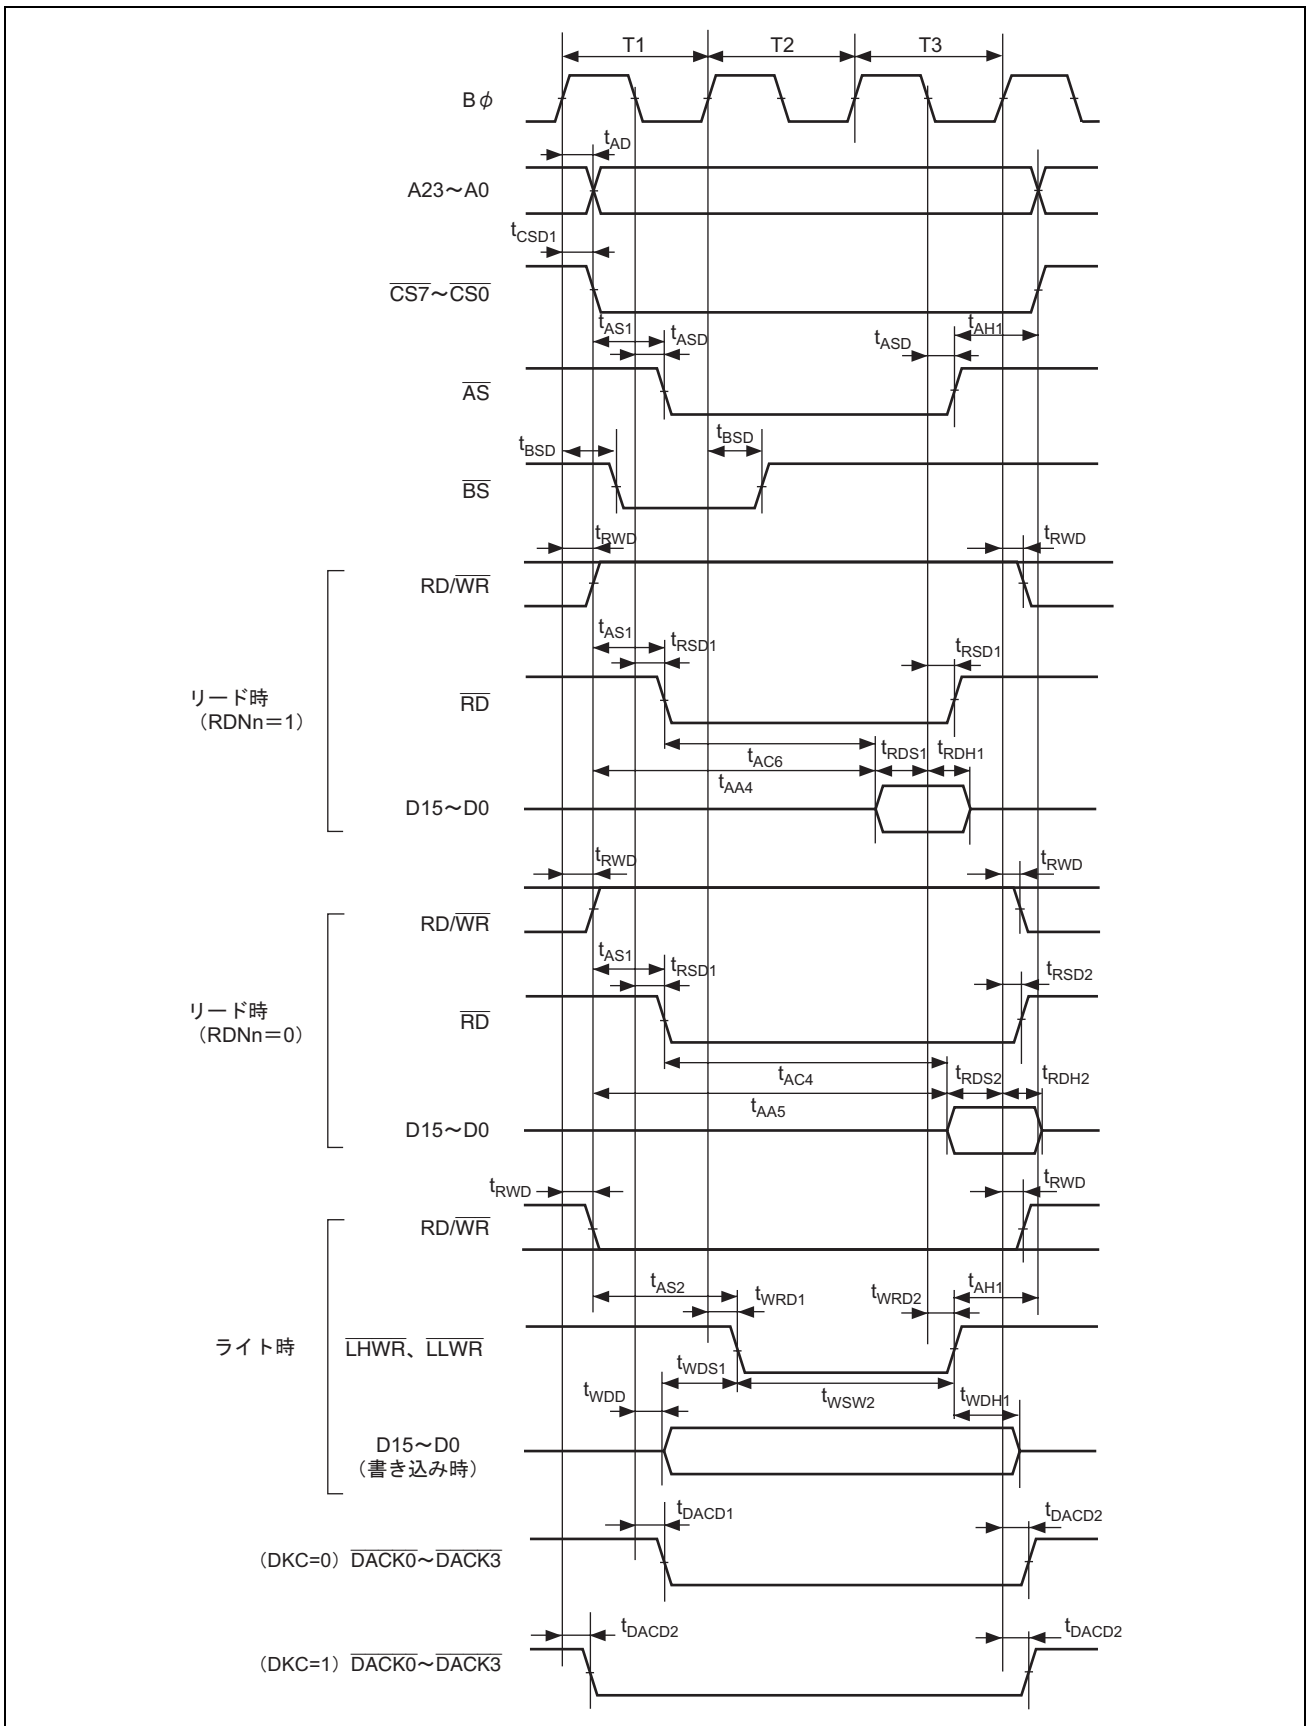 T1 T2 T3
Bφ
tAD
A23～A0
tCSD1
CS7～CS0
tAS1 tASD tASD tAH1
AS
tBSD tBSD
BS
tRWD tRWD
RD/WR
tAS1 tRSD1 tRSD1
リード時
（RDNn＝1）
RD
tAC6 tRDS1 tRDH1
tAA4
D15～D0
tRWD tRWD
RD/WR
tAS1 tRSD1 tRSD2
リード時
（RDNn＝0）
RD
tAC4 tRDS2 tRDH2
tAA5
D15～D0
tRWD tRWD
RD/WR
tAS2 tWRD1 tWRD2 tAH1
ライト時
LHWR、LLWR
tWDS1
tWDD tWSW2 tWDH1
D15～D0
（書き込み時）
tDACD1 tDACD2
（DKC=0）DACK0～DACK3
tDACD2 tDACD2
（DKC=1）DACK0～DACK3